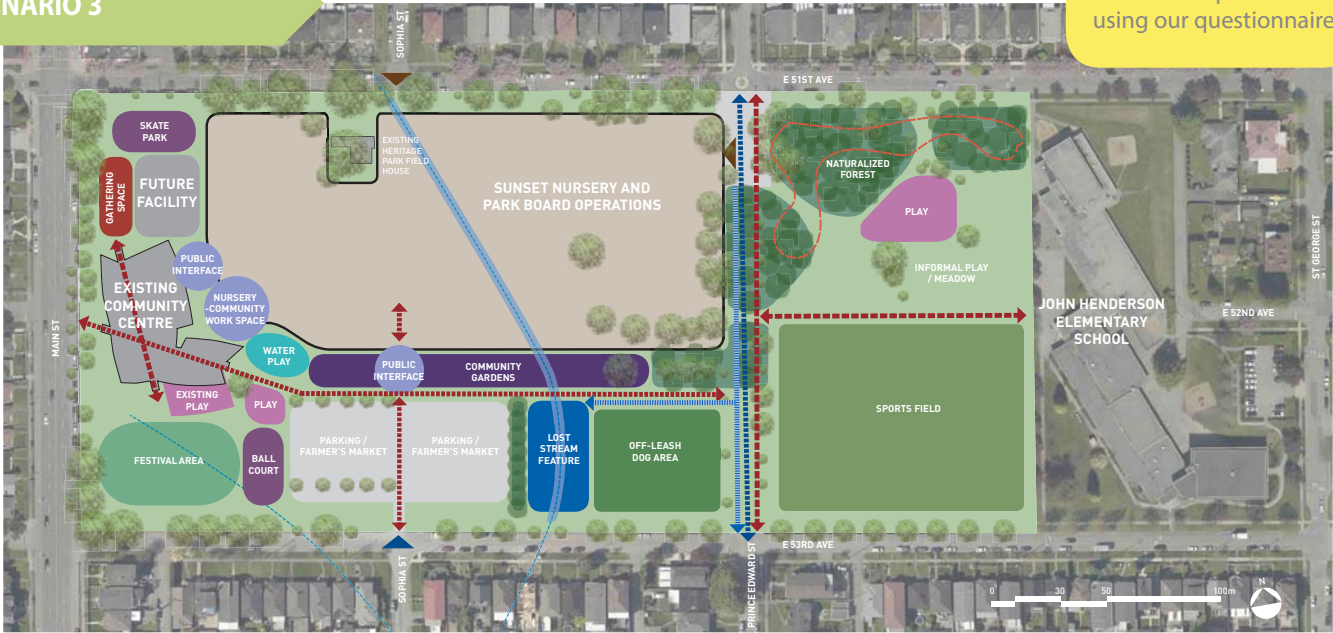 NARIO 3
using our questionnaire
SOPHIA ST
E 51ST AVE
SKATE
PARK
EXISTING
HERITAGE
PARK FIELD
HOUSE
GATHERING
SPACE
FUTURE
FACILITY
SUNSET NURSERY AND
PARK BOARD OPERATIONS
NATURALIZED
FOREST
PLAY
PUBLIC
INTERFACE
INFORMAL PLAY
/ MEADOW
ST GEORGE ST
EXISTING
COMMUNITY
CENTRE
NURSERY
-COMMUNITY
WORK SPACE
JOHN HENDERSON
ELEMENTARY
SCHOOL
E 52ND AVE
MAIN ST
WATER
PLAY
PUBLIC
INTERFACE
COMMUNITY
GARDENS
EXISTING
PLAY
PLAY
SPORTS FIELD
FESTIVAL AREA
BALL
COURT
PARKING /
FARMER'S MARKET
PARKING /
FARMER'S MARKET
LOST
STREAM
FEATURE
OFF-LEASH
DOG AREA
E 53RD AVE
SOPHIA ST
PRINCE EDWARD ST
0 30 50 100m
N